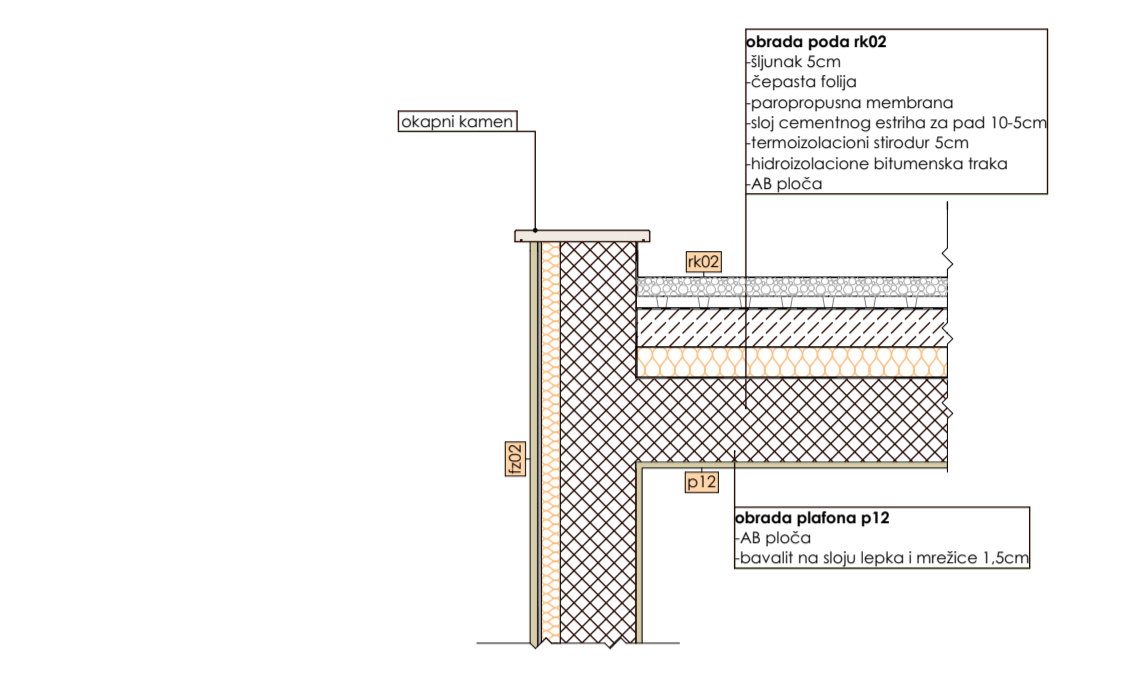 obrada poda rk02
-šljunak 5cm
-čepasta folija
-paropropusna membrana
-sloj cementnog estriha za pad 10-5cm
-termoizolacioni stirodur 5cm
-hidroizolacione bitumenska traka
-AB ploča
okapni kamen
rk02
fz02
p12
obrada plafona p12
-AB ploča
-bavalit na sloju lepka i mrežice 1,5cm